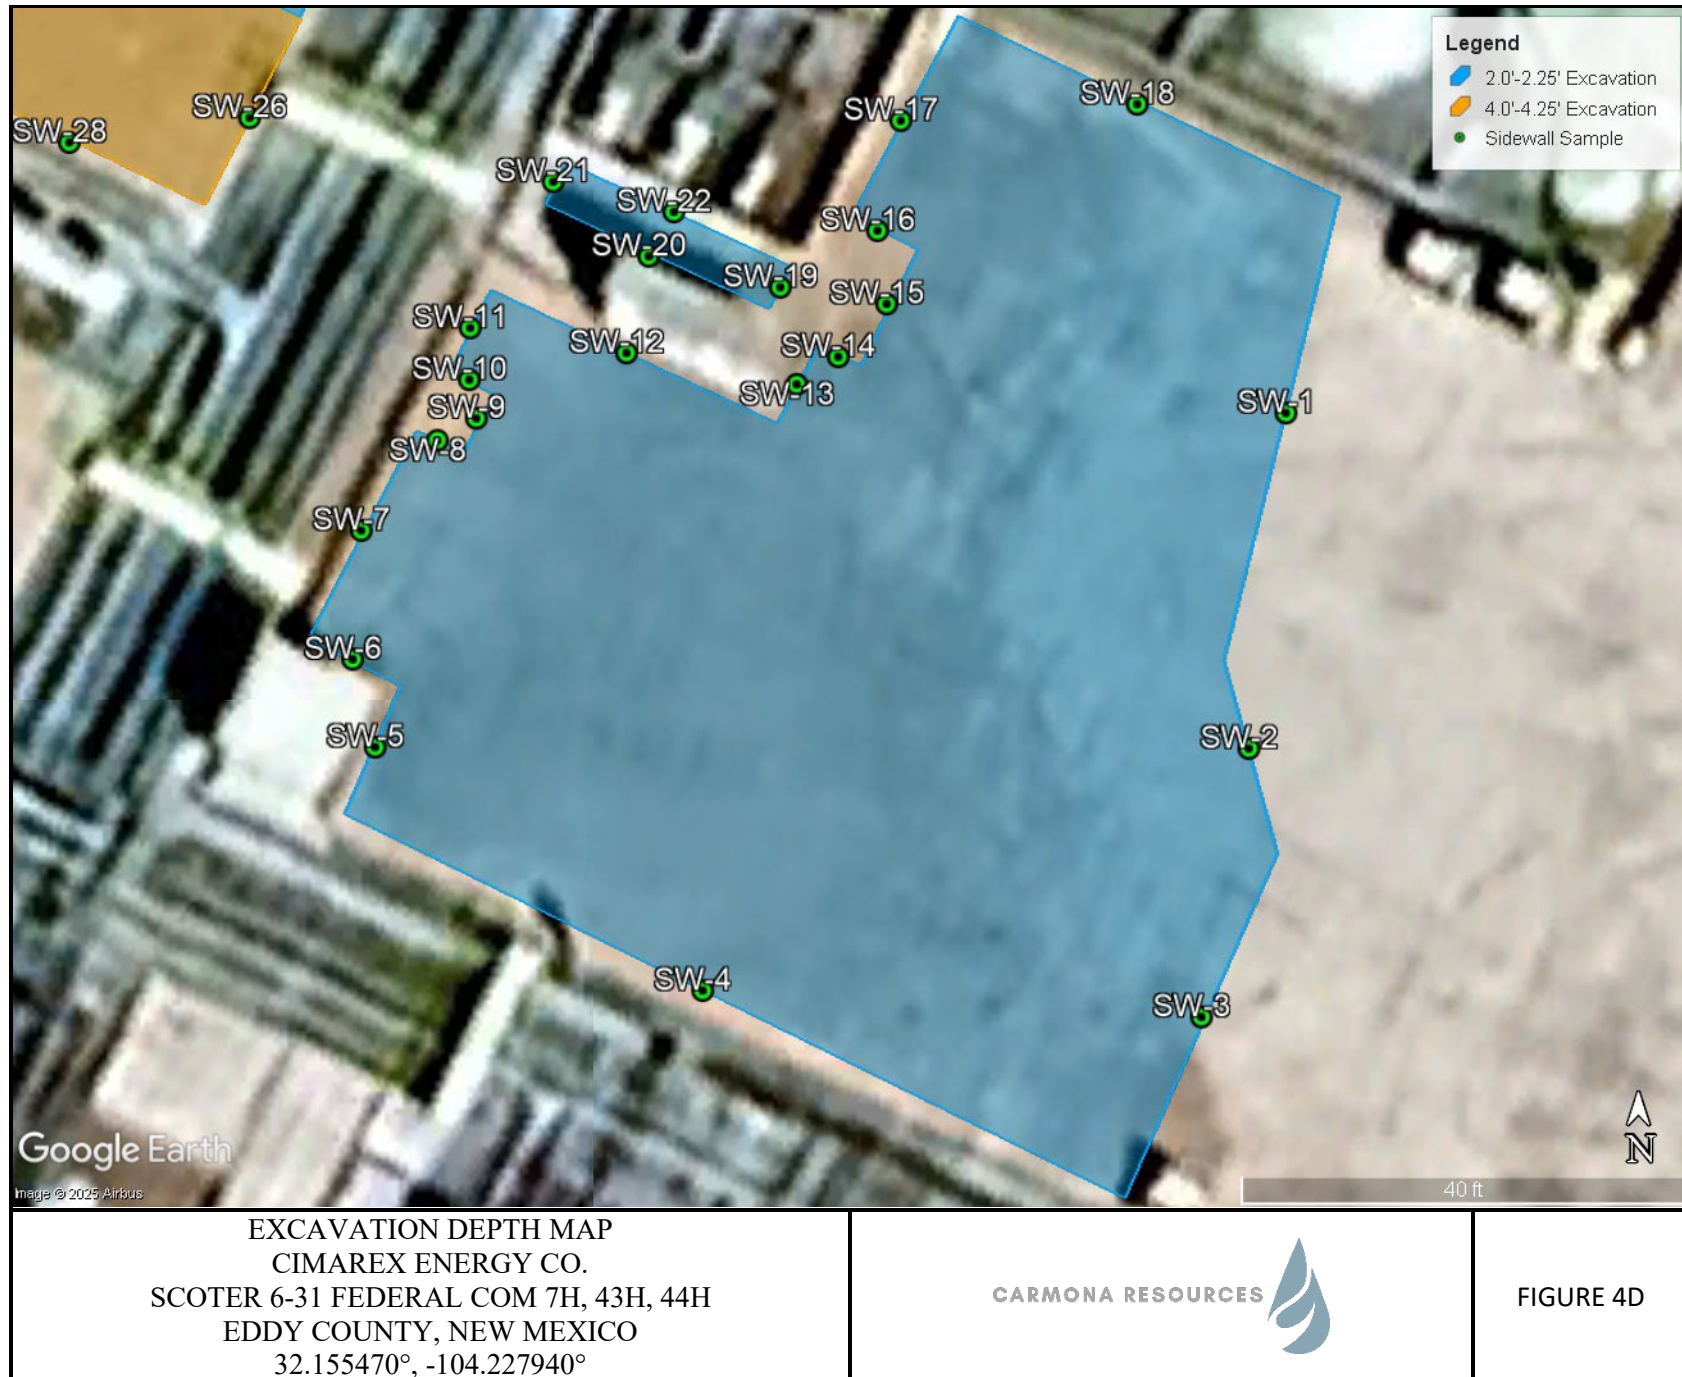 Legend
2.0'-2.25' Excavation
4.0'-4.25' Excavation
Sidewall Sample
SW-18
SW-26
SW-17
SW-28
SW-21
SW-22
SW-16
SW-20
SW-19
SW-15
SW-11
SW-12
SW-14
SW-10
SW-13
SW-9
SW-1
SW-8
SW-7
SW-6
SW-5
SW-2
SW-4
SW-3
N
Google Earth
Image © 2025 Airbus
40 ft
EXCAVATION DEPTH MAP
CIMAREX ENERGY CO.
SCOTER 6-31 FEDERAL COM 7H, 43H, 44H
EDDY COUNTY, NEW MEXICO
32.155470°, -104.227940°
CARMONA RESOURCES
FIGURE 4D